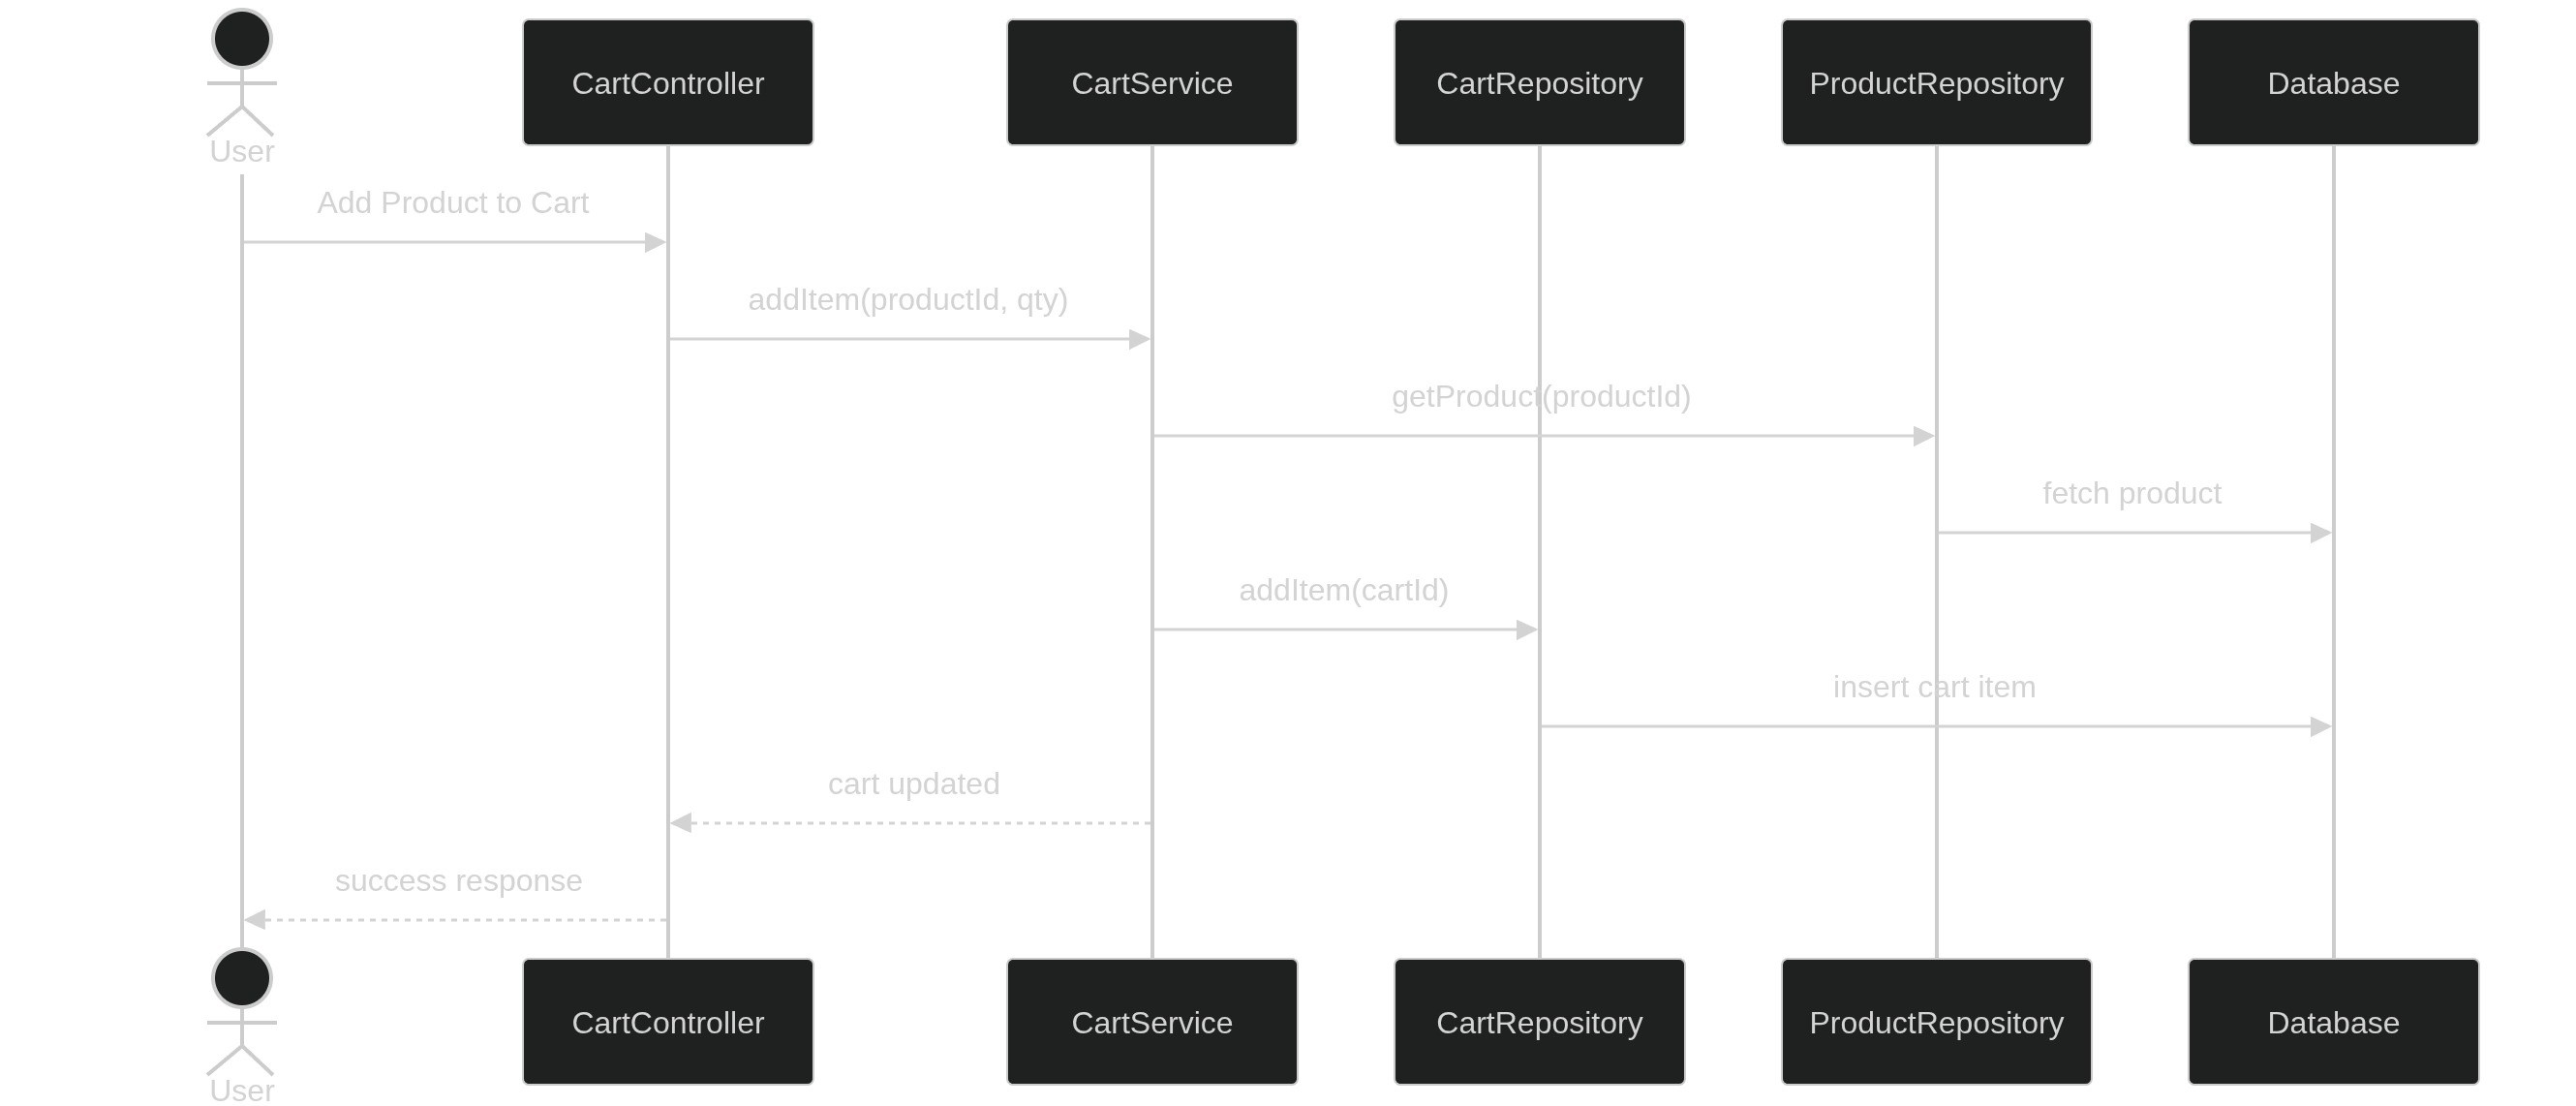 User
CartController
CartService
CartRepository
ProductRepository
Database
Add Product to Cart
addItem(productId, qty)
getProduct(productId)
fetch product
addItem(cartId)
insert cart item
cart updated
success response
User
CartController
CartService
CartRepository
ProductRepository
Database